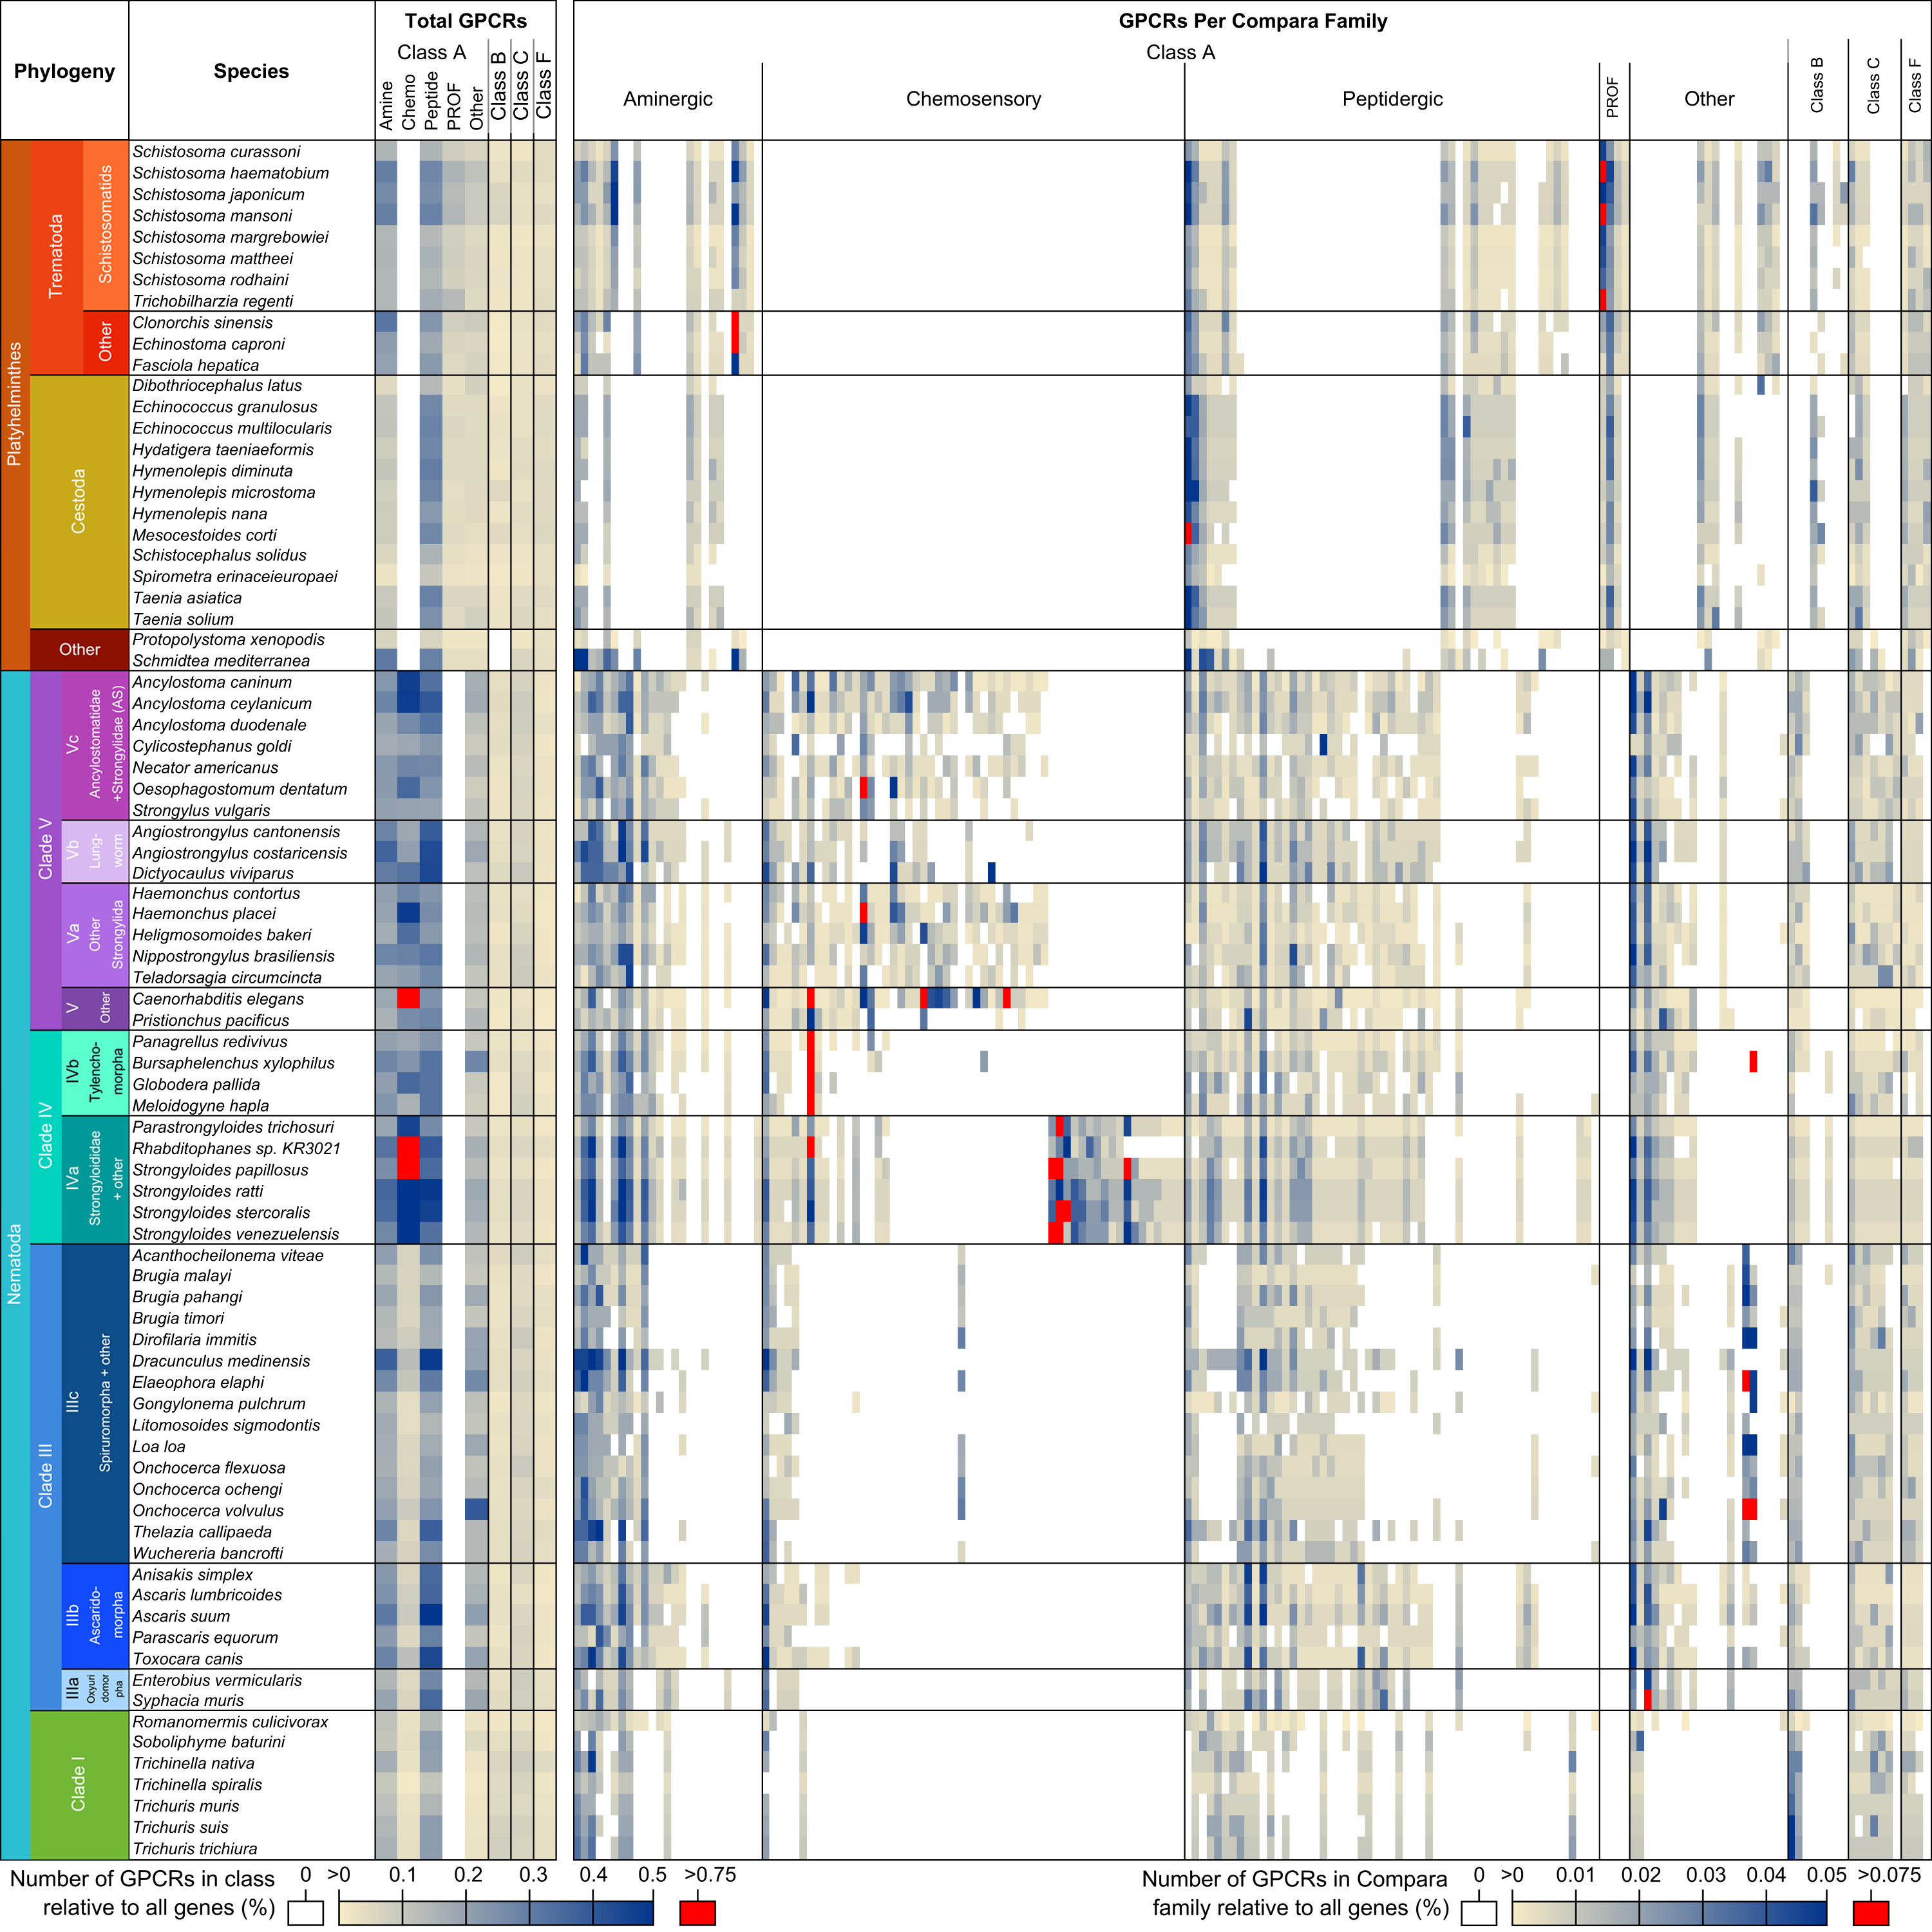 Phylogeny
Species
Total GPCRs
Class A
Amine
Chemo
Peptide
PROF
Other
Class B
Class C
Class F
GPCRs Per Compara Family
Class A
Aminergic
Chemosensory
Peptidergic
PROF
Other
Class B
Class C
Class F
Platyhelminthes
Trematoda
Schistosomatids
Schistosoma curassoni
Schistosoma haematobium
Schistosoma japonicum
Schistosoma mansoni
Schistosoma margrebowiei
Schistosoma mattheei
Schistosoma rodhaini
Trichobilharzia regenti
Other
Clonorchis sinensis
Echinostoma caproni
Fasciola hepatica
Cestoda
Dibothriocephalus latus
Echinococcus granulosus
Echinococcus multilocularis
Hydatigera taeniaeformis
Hymenolepis diminuta
Hymenolepis microstoma
Hymenolepis nana
Mesocestoides corti
Schistocephalus solidus
Spirometra erinaceieuropaei
Taenia asiatica
Taenia solium
Other
Protopolystoma xenopodis
Schmidtea mediterranea
Nematoda
Clade V
Vc
Ancylostomatidae
+Strongylidae (AS)
Ancylostoma caninum
Ancylostoma ceylanicum
Ancylostoma duodenale
Cylicostephanus goldi
Necator americanus
Oesophagostomum dentatum
Strongylus vulgaris
Vb
Lung-
worm
Angiostrongylus cantonensis
Angiostrongylus costaricensis
Dictyocaulus viviparus
Va
Other
Strongylida
Haemonchus contortus
Haemonchus placei
Heligmosomoides bakeri
Nippostrongylus brasiliensis
Teladorsagia circumcincta
V
Other
Caenorhabditis elegans
Pristionchus pacificus
Clade IV
IVb
Tylencho-
morpha
Panagrellus redivivus
Bursaphelenchus xylophilus
Globodera pallida
Meloidogyne hapla
IVa
Strongyloididae
+ other
Parastrongyloides trichosuri
Rhabditophanes sp. KR3021
Strongyloides papillosus
Strongyloides ratti
Strongyloides stercoralis
Strongyloides venezuelensis
Clade III
IIIc
Spiruromorpha + other
Acanthocheilonema viteae
Brugia malayi
Brugia pahangi
Brugia timori
Dirofilaria immitis
Dracunculus medinensis
Elaeophora elaphi
Gongylonema pulchrum
Litomosoides sigmodontis
Loa loa
Onchocerca flexuosa
Onchocerca ochengi
Onchocerca volvulus
Thelazia callipaeda
Wuchereria bancrofti
IIIb
Ascarido-
morpha
Anisakis simplex
Ascaris lumbricoides
Ascaris suum
Parascaris equorum
Toxocara canis
IIIa
Oxyuri
domor
pha
Enterobius vermicularis
Syphacia muris
Clade I
Romanomermis culicivorax
Soboliphyme baturini
Trichinella nativa
Trichinella spiralis
Trichuris muris
Trichuris suis
Trichuris trichiura
Number of GPCRs in class
relative to all genes (%)
0 >0 0.1 0.2 0.3 0.4 0.5 >0.75
Number of GPCRs in Compara
family relative to all genes (%)
0 >0 0.01 0.02 0.03 0.04 0.05 >0.075